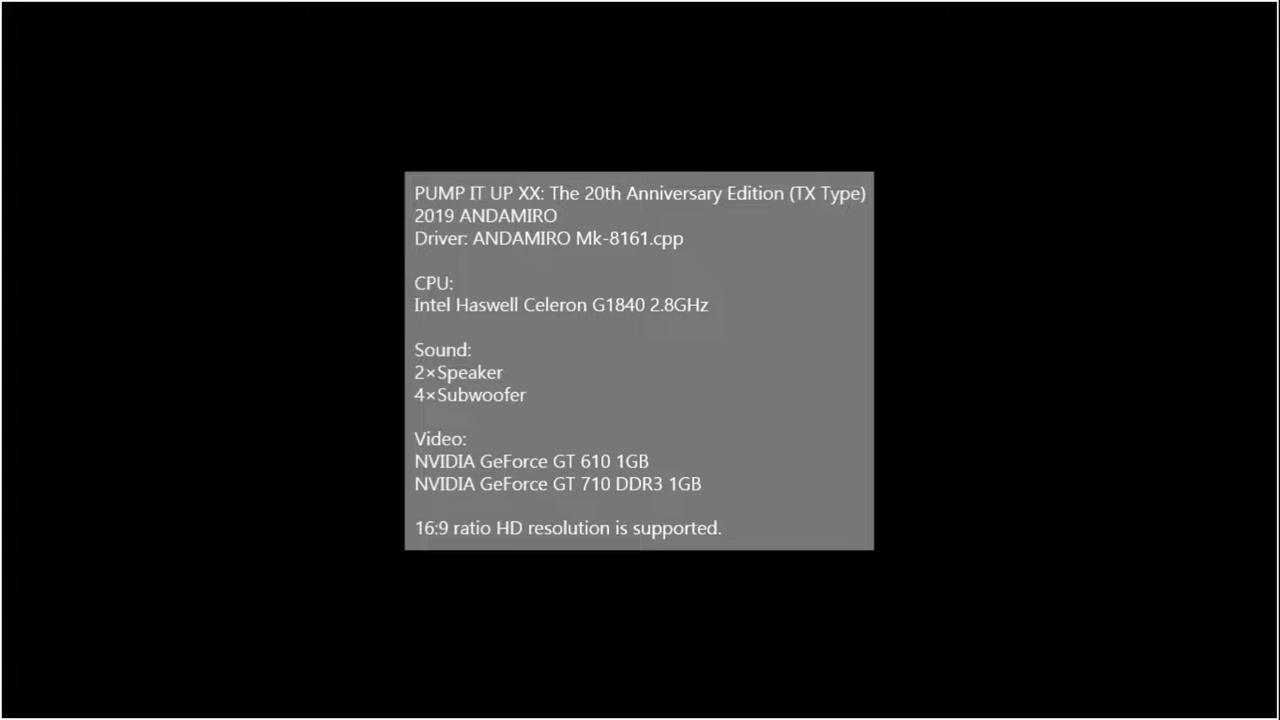 PUMP IT UP XX: The 20th Anniversary Edition (TX Type)
2019 ANDAMIRO
Driver: ANDAMIRO Mk-8161.cpp
CPU:
Intel Haswell Celeron G1840 2.8GHz
Sound:
2×Speaker
4×Subwoofer
Video:
NVIDIA GeForce GT 610 1GB
NVIDIA GeForce GT 710 DDR3 1GB
16:9 ratio HD resolution is supported.